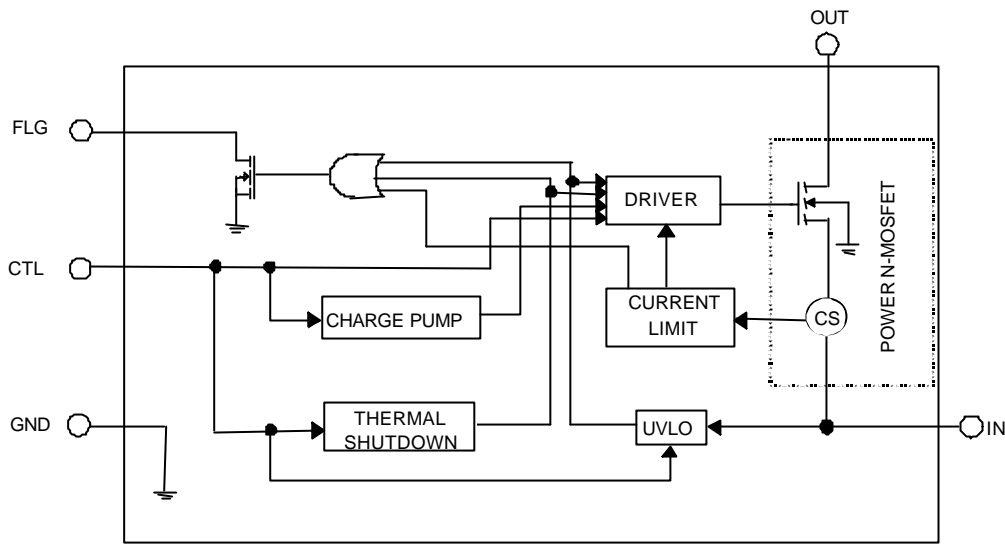 OUT
FLG
DRIVER
CTL
POWER N-MOSFET
CHARGE PUMP
CURRENT
LIMIT
CS
GND
THERMAL
SHUTDOWN
UVLO
IN